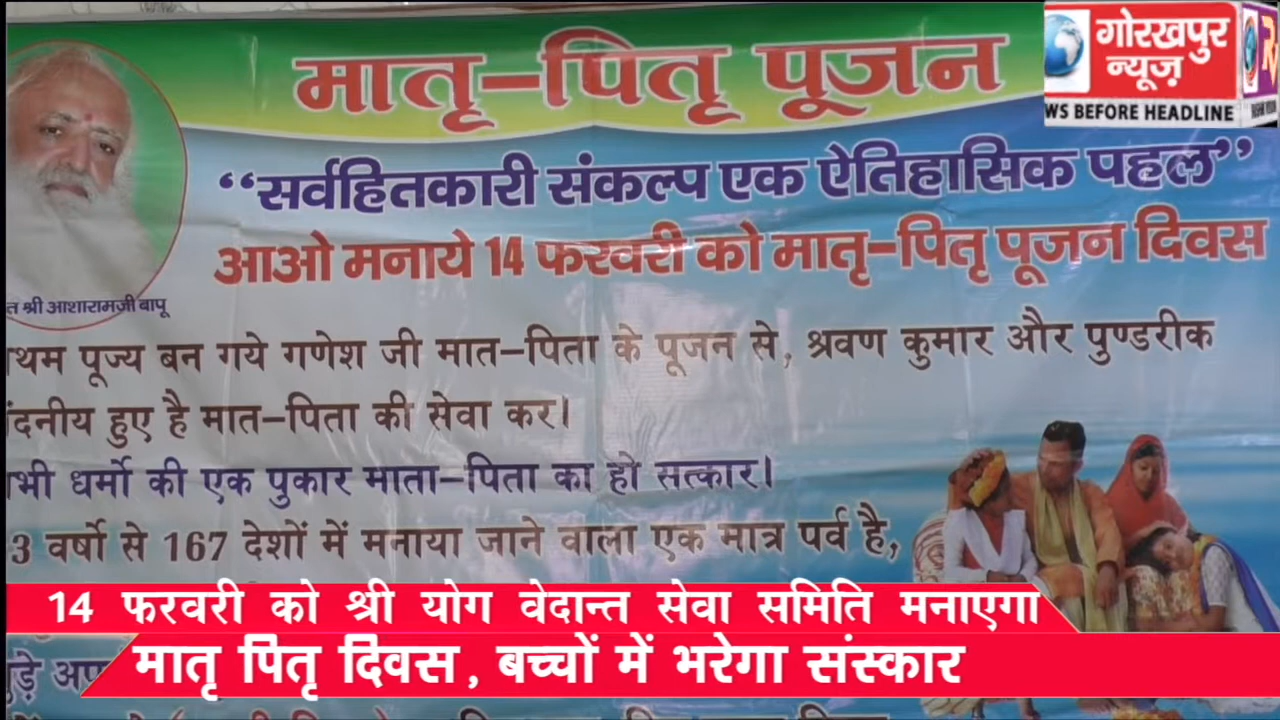 मातृ-पितृ पूजन
गोरखपुर
न्यूज़
WS BEFORE HEADLINE
“सर्वहितकारी संकल्प एक ऐतिहासिक पहल”
आओ मनाये 14 फरवरी को मातृ-पितृ पूजन दिवस
त श्री आशारामजी बापू
थम पूज्य बन गये गणेश जी मात-पिता के पूजन से, श्रवण कुमार और पुण्डरीक
ंदनीय हुए है मात-पिता की सेवा कर।
भी धर्मो की एक पुकार माता-पिता का हो सत्कार।
3 वर्षो से 167 देशों में मनाया जाने वाला एक मात्र पर्व है,
14 फरवरी को श्री योग वेदान्त सेवा समिति मनाएगा
मातृ पितृ दिवस, बच्चों में भरेगा संस्कार